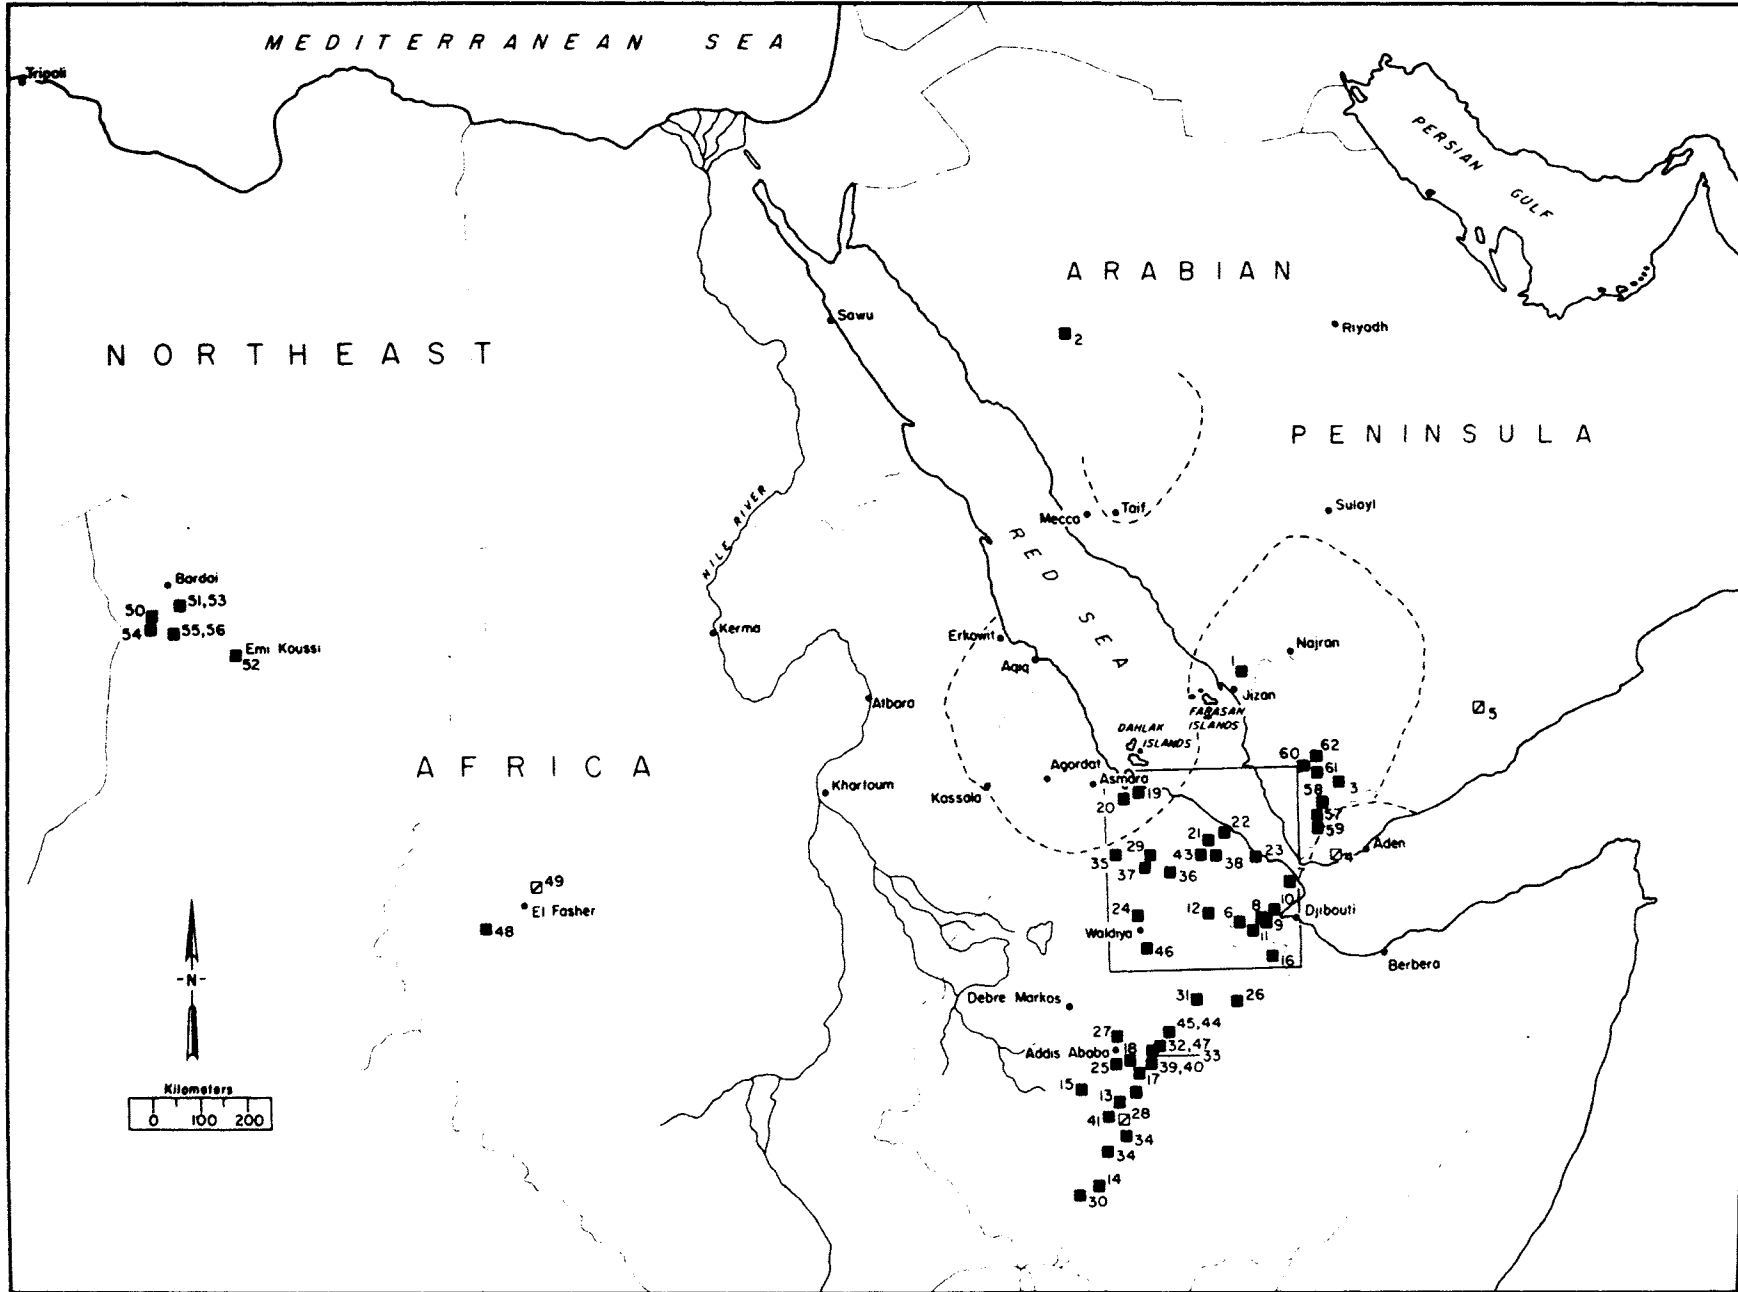 MEDITERRANEAN SEA
Tripoli
PERSIAN
GULF
ARABIAN
Sawu
Riyadh
2
NORTHEAST
PENINSULA
NILE RIVER
Mecca
Taif
Sulayl
RED SEA
Bardai
51,53
50
54
55,56
Emi Koussi
52
Kerma
Erkowit
Aqiq
Najran
1
Jizan
FARASAN
ISLANDS
Atbara
5
DAHLAK
ISLANDS
AFRICA
62
60
61
3
Agordat
Asmara
Kassala
Khartoum
19
20
58
57
59
22
21
4
Aden
35
29
43
38
23
37
36
7
49
El Fasher
48
24
12
10
8
6
9
11
Djibouti
Waldiya
46
16
Berbera
N
Debre Markos
31
26
27
45,44
Addis Ababa
18
32,47
33
25
39,40
17
15
13
41
28
34
34
14
30
Kilometers
0 100 200